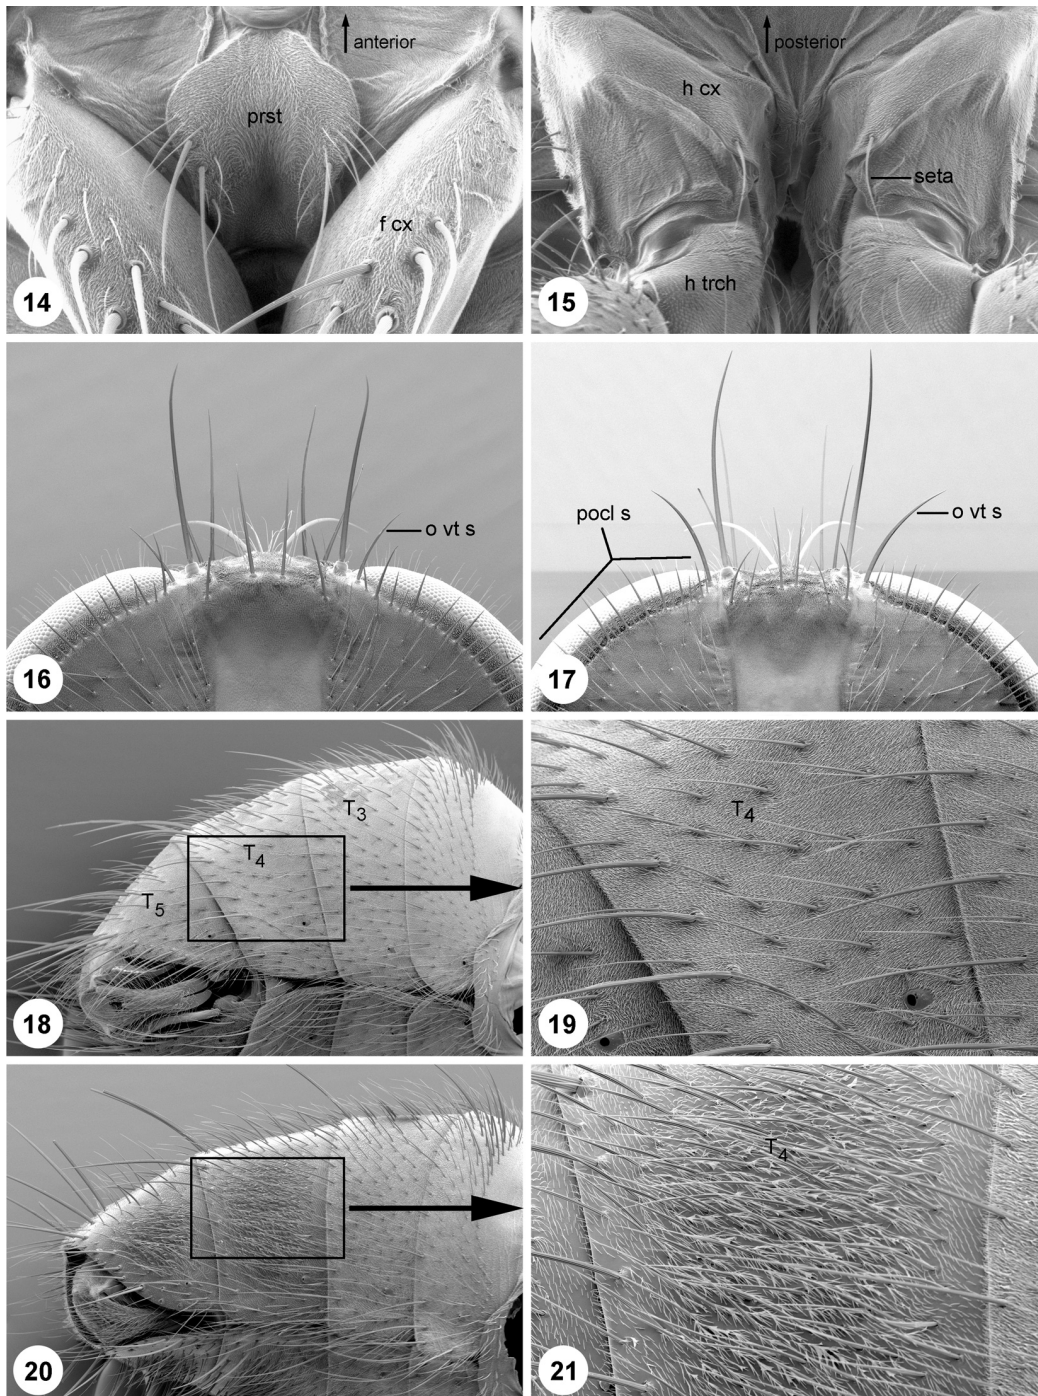 anterior
prst
f cx
14
posterior
h cx
seta
h trch
15
o vt s
16
pocl s
o vt s
17
T3
T4
T5
18
T4
19
20
T4
21